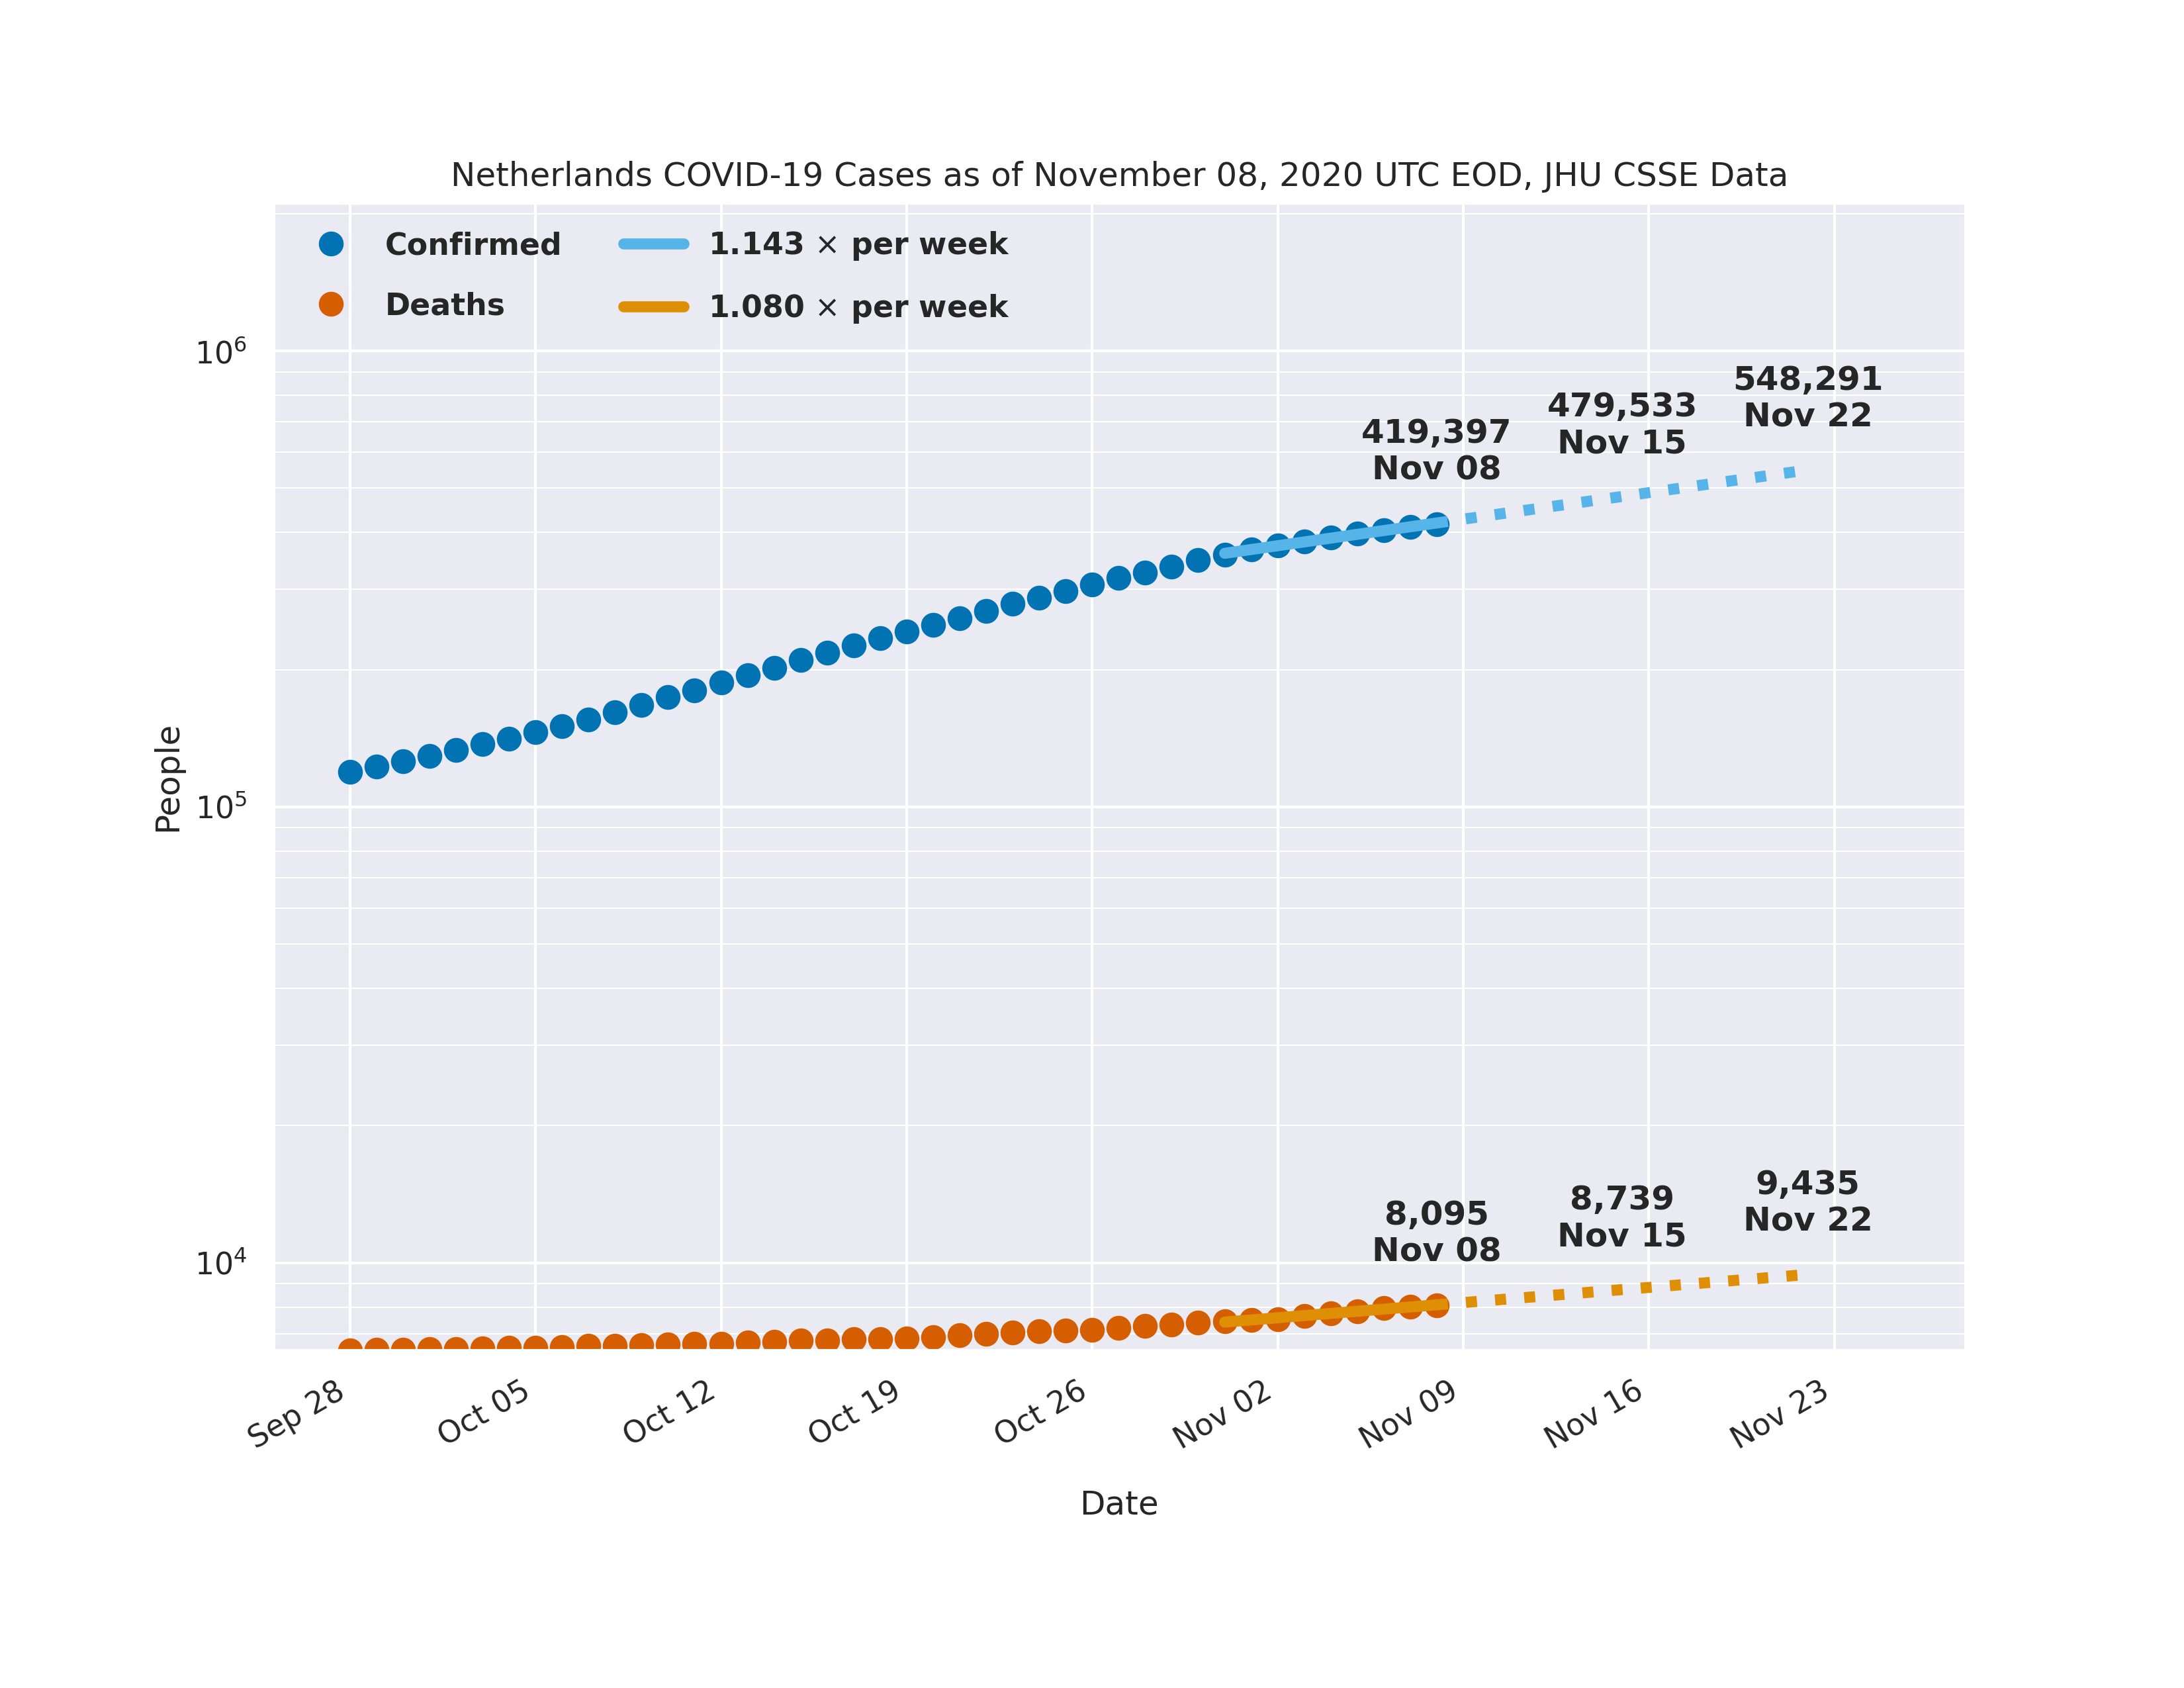 Netherlands COVID-19 Cases as of November 08, 2020 UTC EOD, JHU CSSE Data
Confirmed
Deaths
1.143 × per week
1.080 × per week
10⁶
10⁵
10⁴
People
548,291
Nov 22
479,533
Nov 15
419,397
Nov 08
9,435
Nov 22
8,739
Nov 15
8,095
Nov 08
Sep 28
Oct 05
Oct 12
Oct 19
Oct 26
Nov 02
Nov 09
Nov 16
Nov 23
Date